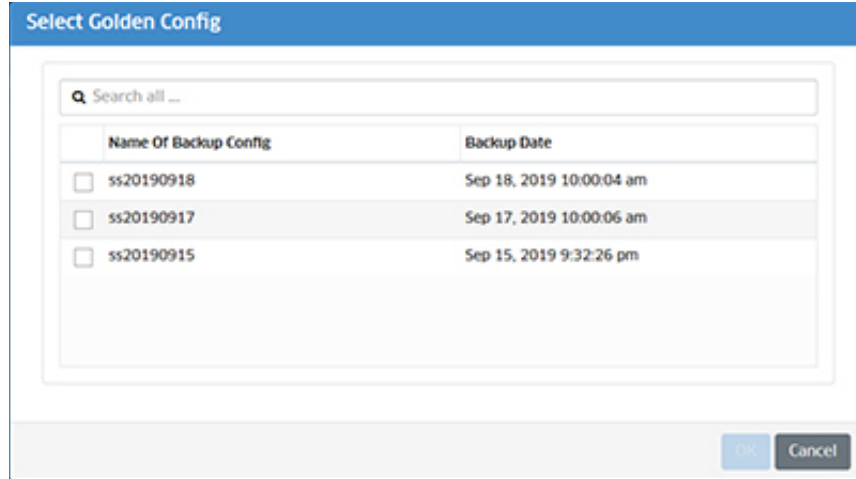 Select Golden Config
Search all ...
Name Of Backup Config Backup Date
ss20190918 Sep 18, 2019 10:00:04 am
ss20190917 Sep 17, 2019 10:00:06 am
ss20190915 Sep 15, 2019 9:32:26 pm
OK Cancel